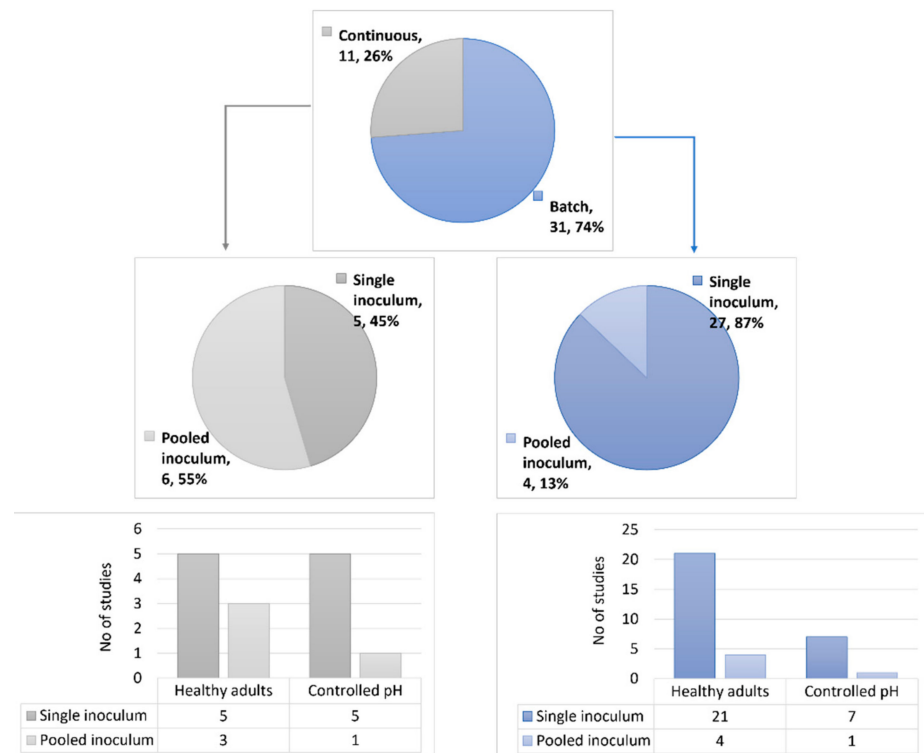 Continuous,
11, 26%
Batch,
31, 74%
Single
inoculum,
5, 45%
Pooled
inoculum,
6, 55%
Single
inoculum,
27, 87%
Pooled
inoculum,
4, 13%
No of studies
6
5
4
3
2
1
0
Healthy adults Controlled pH
Single inoculum 5 5
Pooled inoculum 3 1
No of studies
25
20
15
10
5
0
Healthy adults Controlled pH
Single inoculum 21 7
Pooled inoculum 4 1